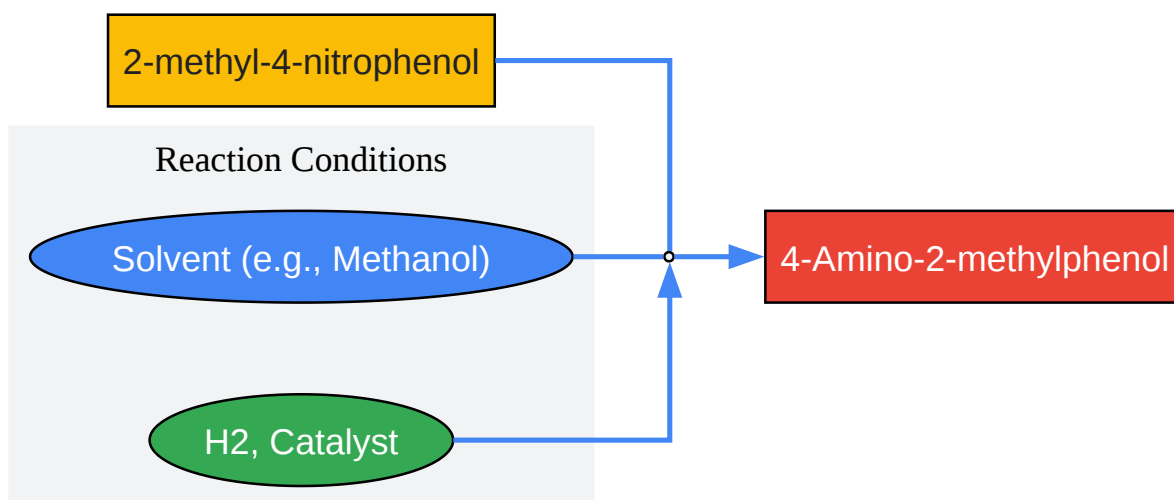 2-methyl-4-nitrophenol
Reaction Conditions
Solvent (e.g., Methanol)
4-Amino-2-methylphenol
H2, Catalyst